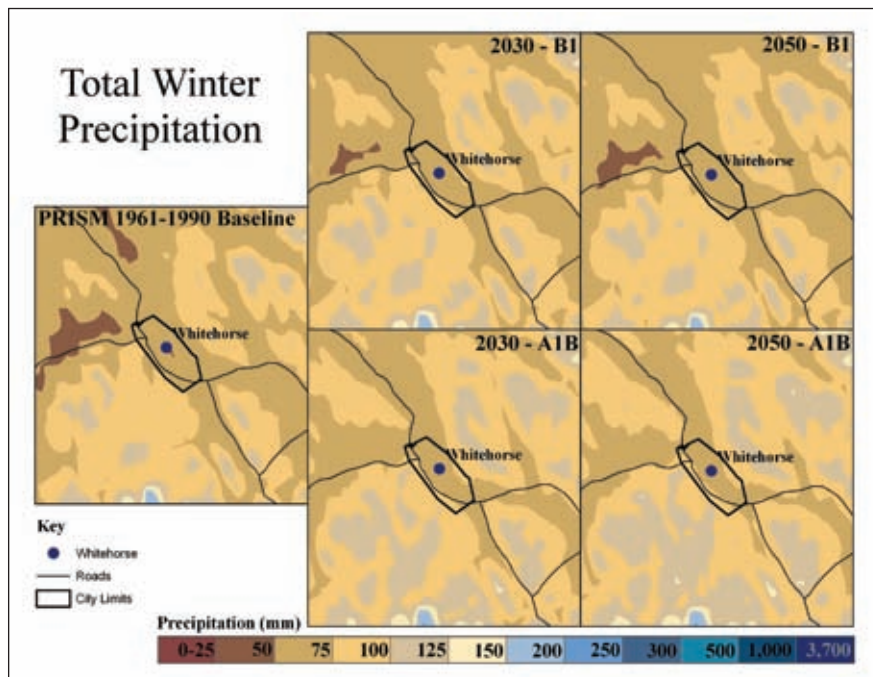 Total Winter
Precipitation
2030 - B1
Whitehorse
2050 - B1
Whitehorse
PRISM 1961-1990 Baseline
Whitehorse
2030 - A1B
Whitehorse
2050 - A1B
Whitehorse
Key
Whitehorse
Roads
City Limits
Precipitation (mm)
0-25 50 75 100 125 150 200 250 300 500 1,000 3,700